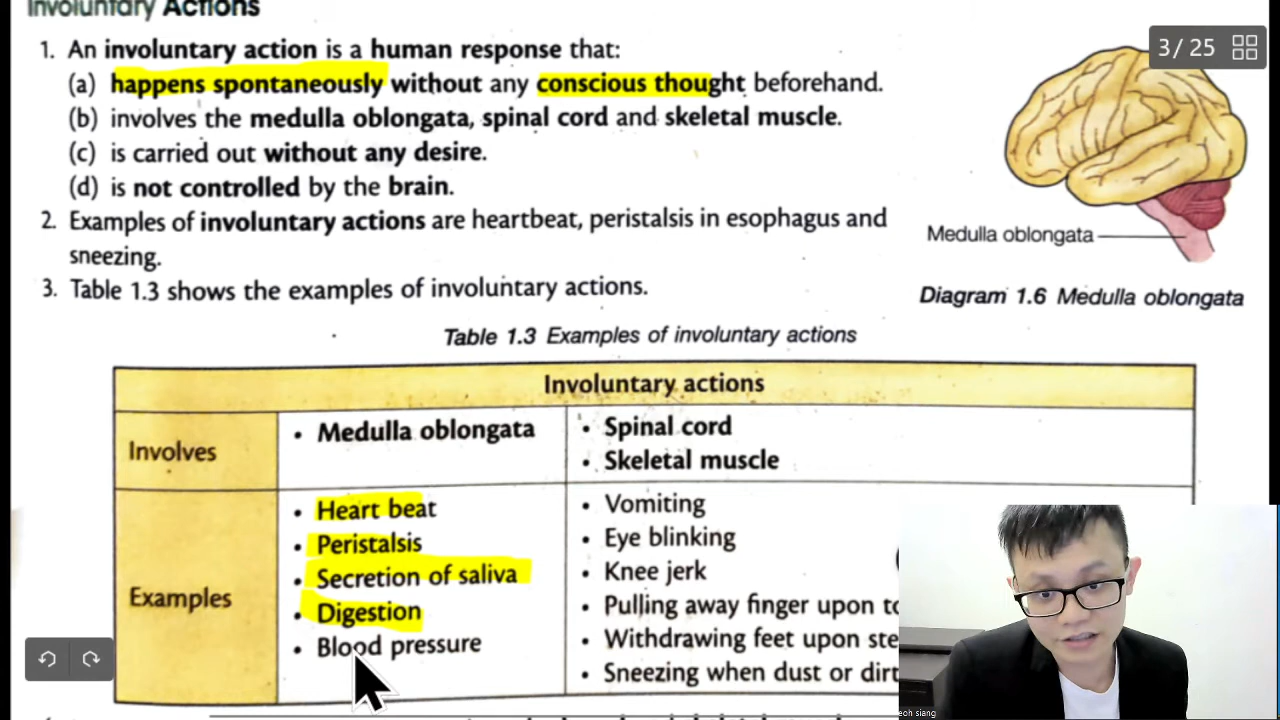 Involuntary Actions
3/ 25
1. An involuntary action is a human response that:
(a) happens spontaneously without any conscious thought beforehand.
(b) involves the medulla oblongata, spinal cord and skeletal muscle.
(c) is carried out without any desire.
(d) is not controlled by the brain.
2. Examples of involuntary actions are heartbeat, peristalsis in esophagus and
sneezing.
3. Table 1.3 shows the examples of involuntary actions.
Medulla oblongata
Diagram 1.6 Medulla oblongata
Table 1.3 Examples of involuntary actions
Involuntary actions
Involves
• Medulla oblongata
• Spinal cord
• Skeletal muscle
Examples
• Heart beat
• Peristalsis
• Secretion of saliva
• Digestion
• Blood pressure
• Vomiting
• Eye blinking
• Knee jerk
• Pulling away finger upon
• Withdrawing feet upon
• Sneezing when dust or
siang